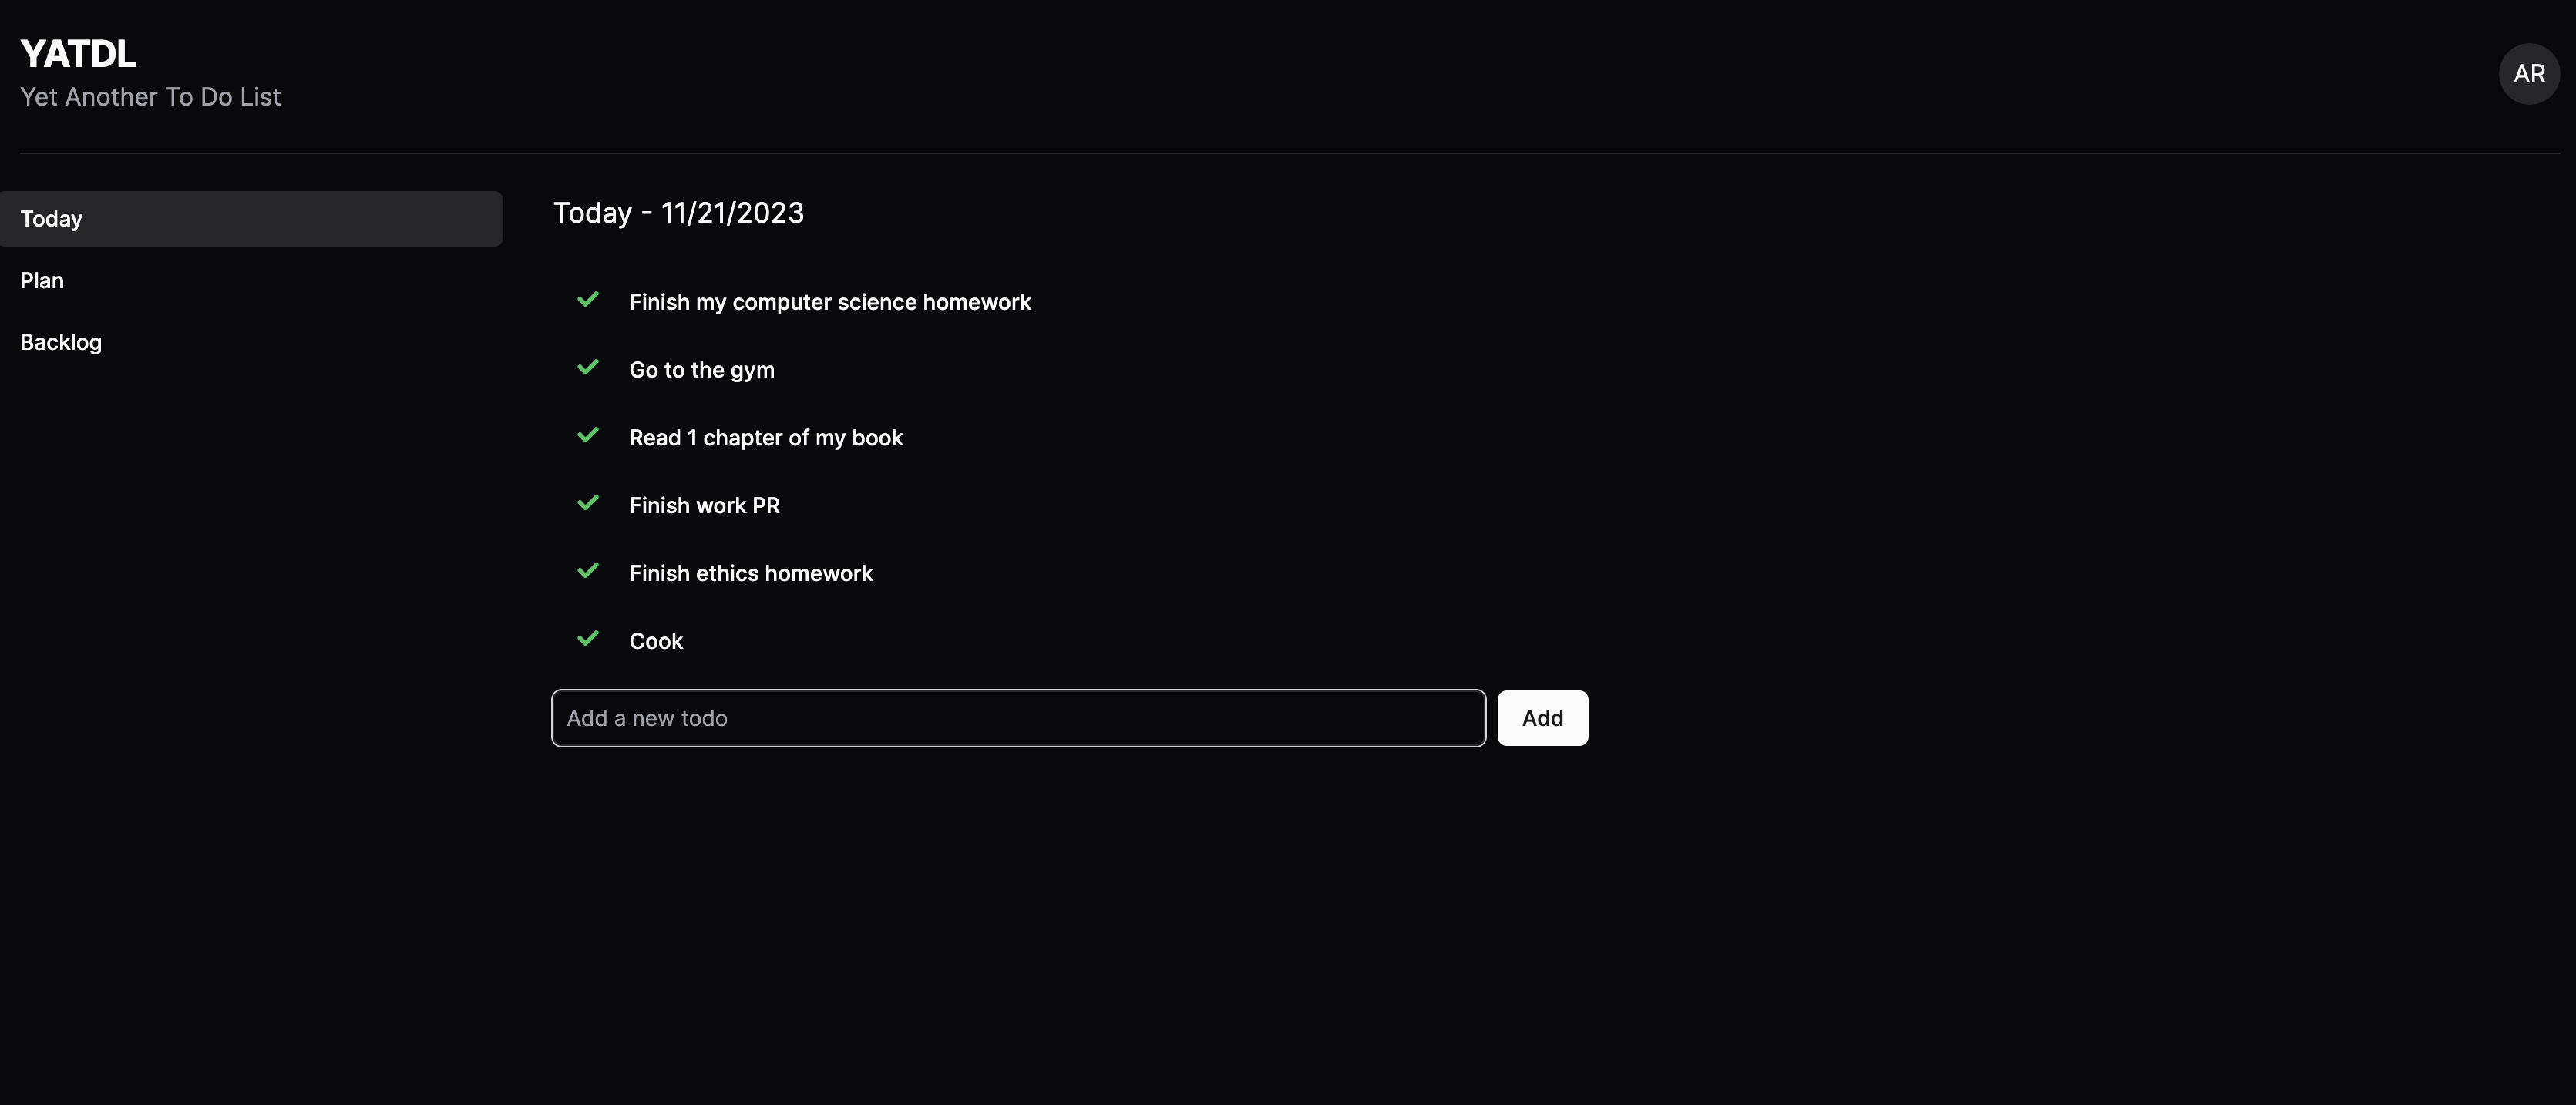 YATDL
Yet Another To Do List
AR
Today
Plan
Backlog
Today - 11/21/2023
Finish my computer science homework
Go to the gym
Read 1 chapter of my book
Finish work PR
Finish ethics homework
Cook
Add a new todo
Add